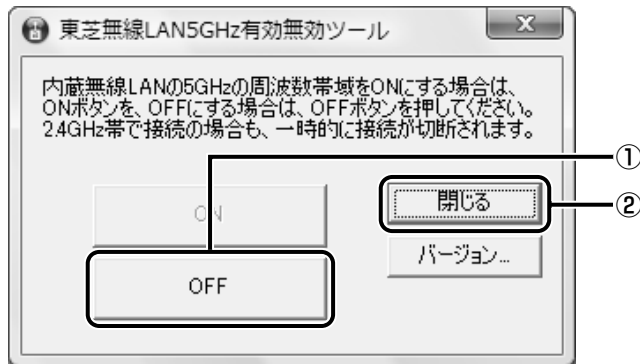 東芝無線LAN5GHz有効無効ツール
内蔵無線LANの5GHzの周波数帯域をONにする場合は、
ONボタンを、OFFにする場合は、OFFボタンを押してください。
2.4GHz帯で接続の場合も、一時的に接続が切断されます。
①
ON
閉じる
②
バージョン...
OFF